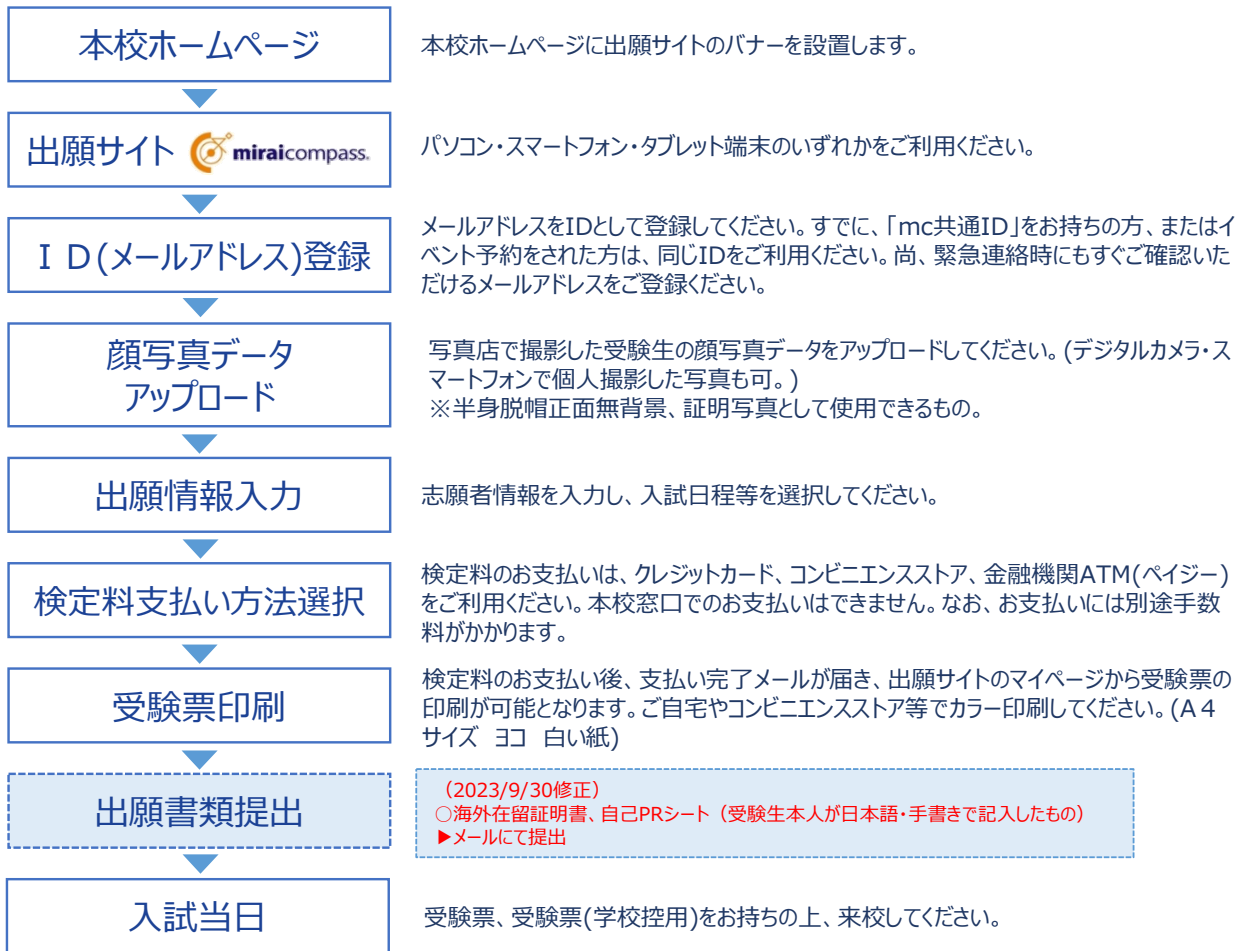 本校ホームページ
本校ホームページに出願サイトのバナーを設置します。
出願サイト miraicompass.
パソコン・スマートフォン・タブレット端末のいずれかをご利用ください。
ＩＤ(メールアドレス)登録
メールアドレスをIDとして登録してください。すでに、「mc共通ID」をお持ちの方、またはイ
ベント予約をされた方は、同じIDをご利用ください。尚、緊急連絡時にもすぐご確認いた
だけるメールアドレスをご登録ください。
顔写真データ
アップロード
写真店で撮影した受験生の顔写真データをアップロードしてください。(デジタルカメラ・ス
マートフォンで個人撮影した写真も可。)
※半身脱帽正面無背景、証明写真として使用できるもの。
出願情報入力
志願者情報を入力し、入試日程等を選択してください。
検定料支払い方法選択
検定料のお支払いは、クレジットカード、コンビニエンスストア、金融機関ATM(ペイジー)
をご利用ください。本校窓口でのお支払いはできません。なお、お支払いには別途手数
料がかかります。
受験票印刷
検定料のお支払い後、支払い完了メールが届き、出願サイトのマイページから受験票の
印刷が可能となります。ご自宅やコンビニエンスストア等でカラー印刷してください。(Ａ４
サイズ ヨコ 白い紙)
出願書類提出
（2023/9/30修正）
○海外在留証明書、自己PRシート（受験生本人が日本語・手書きで記入したもの）
▶メールにて提出
入試当日
受験票、受験票(学校控用)をお持ちの上、来校してください。